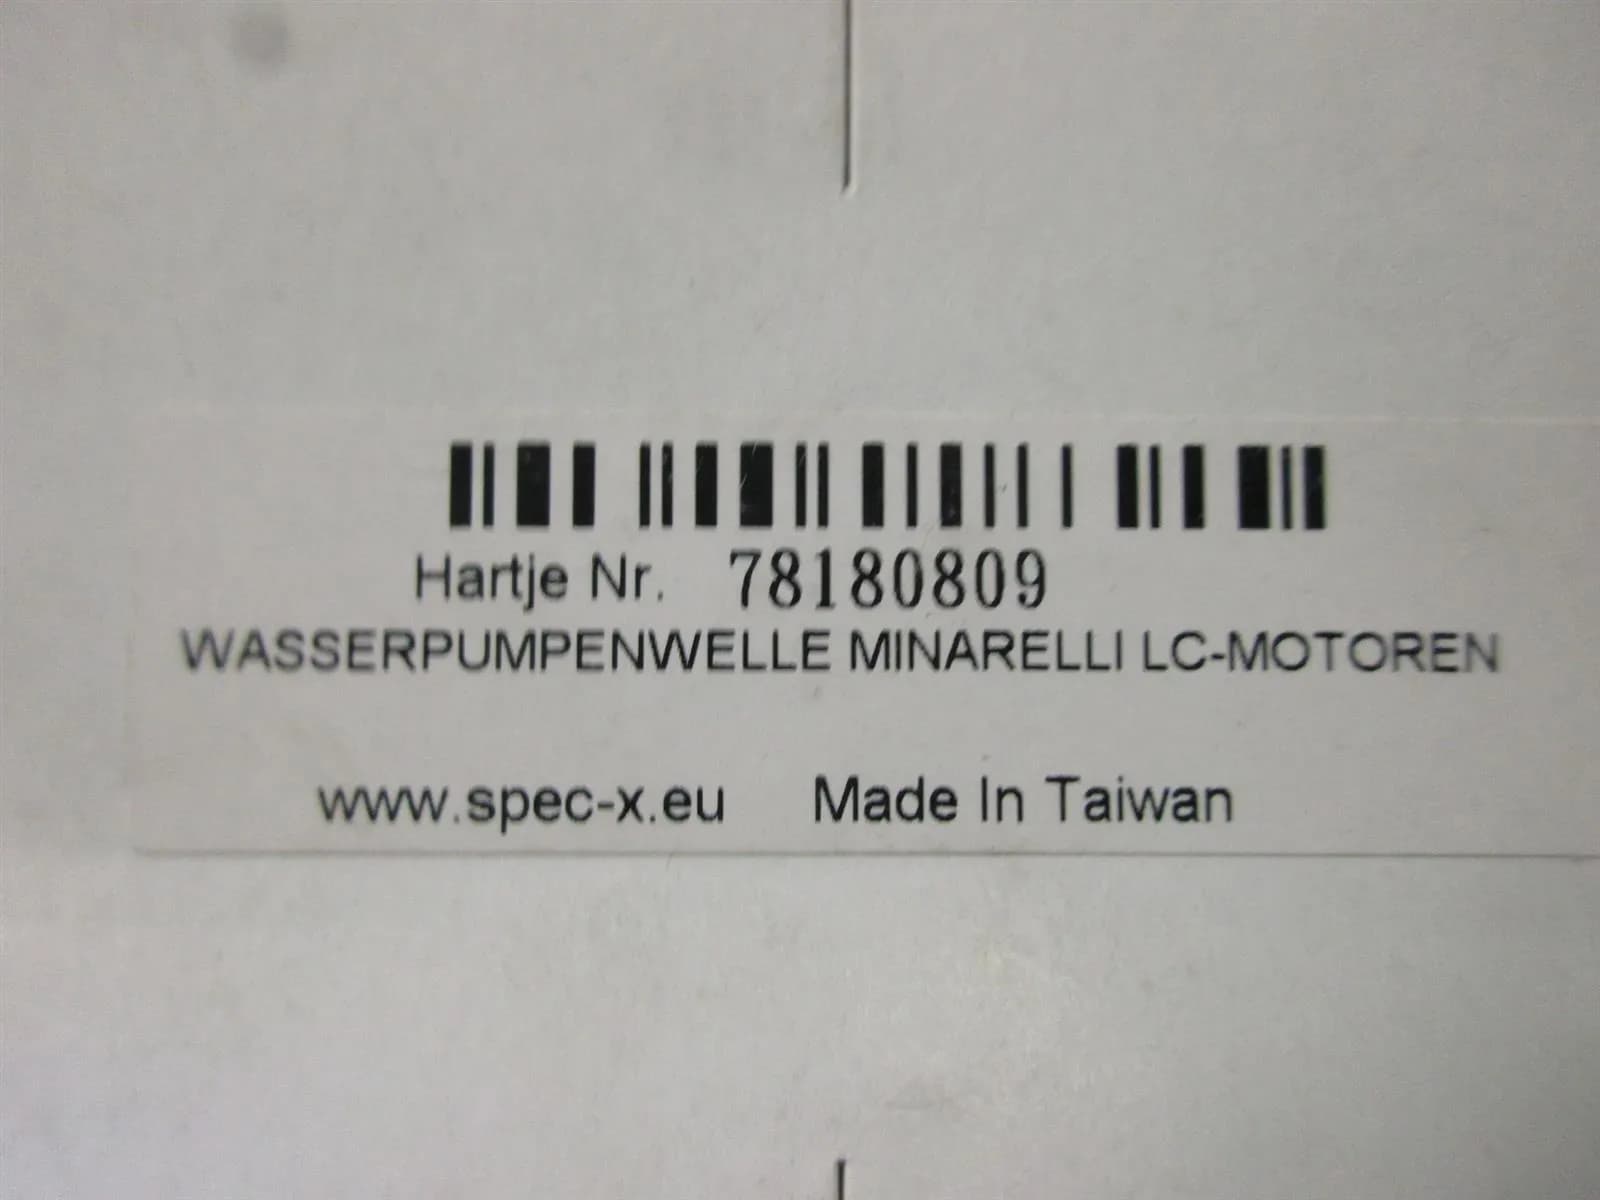 Hartje Nr. 78180809
WASSERPUMPENWELLE MINARELLI LC-MOTOREN
www.spec-x.eu Made In Taiwan